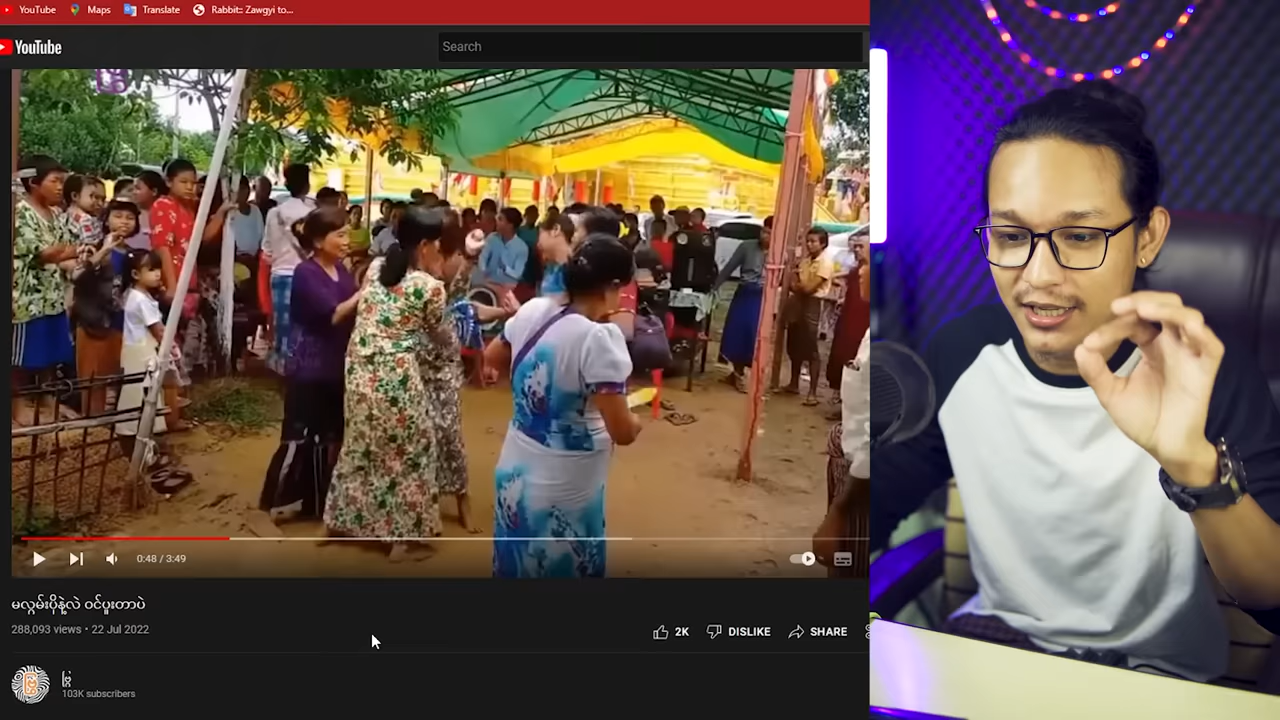 YouTube Maps Translate Rabbit:: Zawgyi to...
YouTube
Search
0:48 / 3:49
မလွမ်းပိုနဲ့လဲ ဝင်ပူးတာပဲ
288,093 views • 22 Jul 2022
2K DISLIKE SHARE
103K subscribers